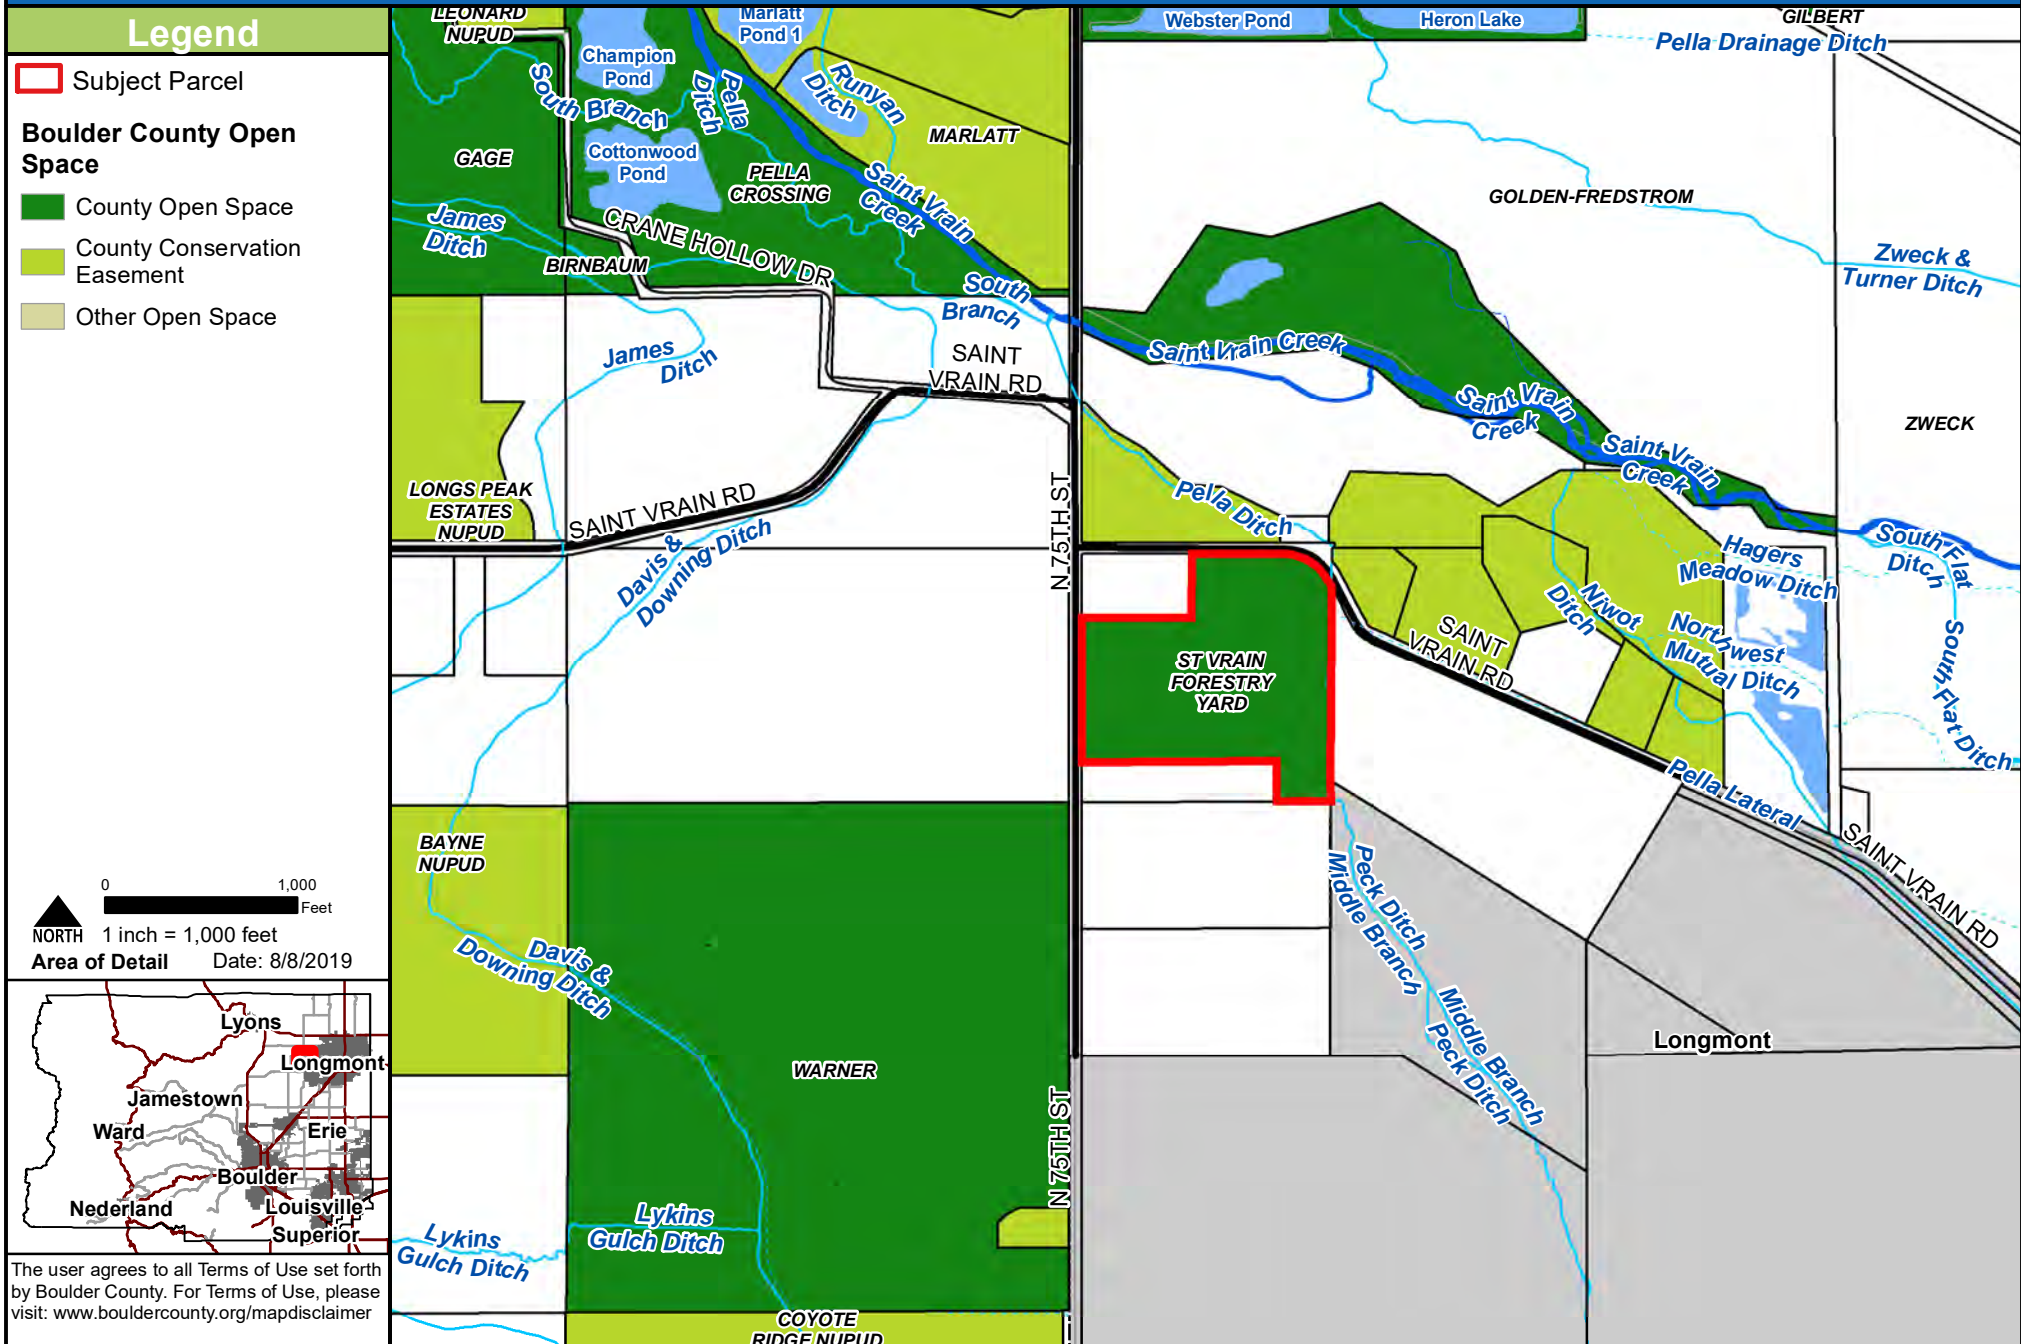 Legend
Subject Parcel
Boulder County Open
Space
County Open Space
County Conservation
Easement
Other Open Space
0
1,000
Feet
NORTH
1 inch = 1,000 feet
Area of Detail
Date: 8/8/2019
Lyons
Longmont
Jamestown
Ward
Erie
Boulder
Nederland
Louisville
Superior
The user agrees to all Terms of Use set forth
by Boulder County. For Terms of Use, please
visit: www.bouldercounty.org/mapdisclaimer
LEONARD
NUPUD
Champion
Pond
Marlatt
Pond 1
Webster Pond
Heron Lake
GILBERT
Pella Drainage Ditch
South Branch
Pella
Ditch
Runyan
Ditch
MARLATT
GAGE
Cottonwood
Pond
PELLA
CROSSING
Saint Vrain
Creek
GOLDEN-FREDSTROM
James
Ditch
CRANE HOLLOW DR
BIRNBAUM
South
Branch
Zweck &
Turner Ditch
James
Ditch
SAINT
VRAIN RD
Saint Vrain Creek
Saint Vrain
Creek
ZWECK
Saint Vrain
Creek
LONGS PEAK
ESTATES
NUPUD
SAINT VRAIN RD
N 75TH ST
Pella Ditch
Davis &
Downing Ditch
Hagers
Meadow Ditch
South Flat
Ditch
Niwot
Ditch
Northwest
Mutual Ditch
South Flat Ditch
SAINT
VRAIN RD
ST VRAIN
FORESTRY
YARD
Pella Lateral
SAINT VRAIN RD
BAYNE
NUPUD
Peck Ditch
Middle Branch
Davis &
Downing Ditch
Middle Branch
Peck Ditch
Longmont
WARNER
N 75TH ST
Lykins
Gulch Ditch
Lykins
Gulch Ditch
COYOTE
RIDGE NUPUD